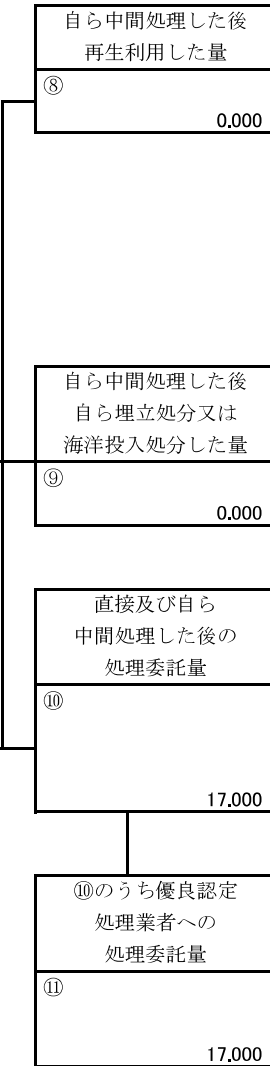 自ら中間処理した後
再生利用した量
⑧
0.000
自ら中間処理した後
自ら埋立処分又は
海洋投入処分した量
⑨
0.000
直接及び自ら
中間処理した後の
処理委託量
⑩
17.000
⑩のうち優良認定
処理業者への
処理委託量
⑪
17.000